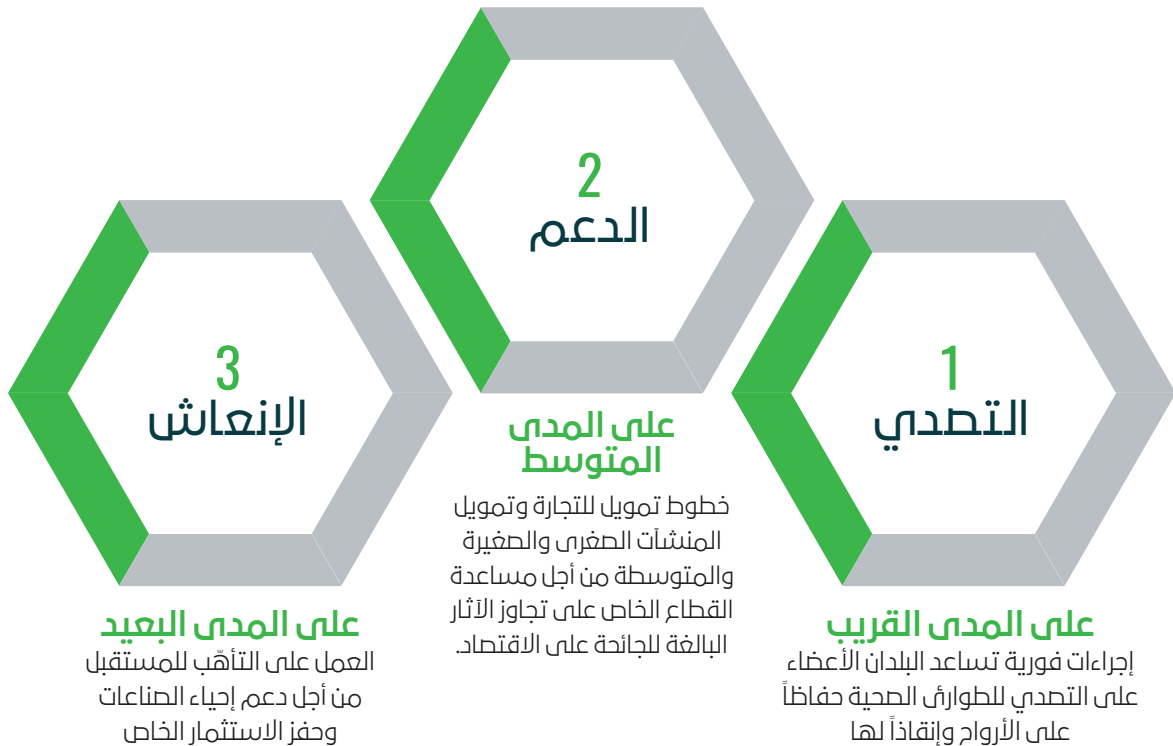 1
التصدي
على المدى القريب
إجراءات فورية تساعد البلدان الأعضاء
على التصدي للطوارئ الصحية حفاظاً
على الأرواح وإنقاذاً لها
2
الدعم
على المدى
المتوسط
خطوط تمويل للتجارة وتمويل
المنشآت الصغرى والصغيرة
والمتوسطة من أجل مساعدة
القطاع الخاص على تجاوز الآثار
البالغة للجائحة على الاقتصاد.
3
الإنعاش
على المدى البعيد
العمل على التأهّب للمستقبل
من أجل دعم إحياء الصناعات
وحفز الاستثمار الخاص